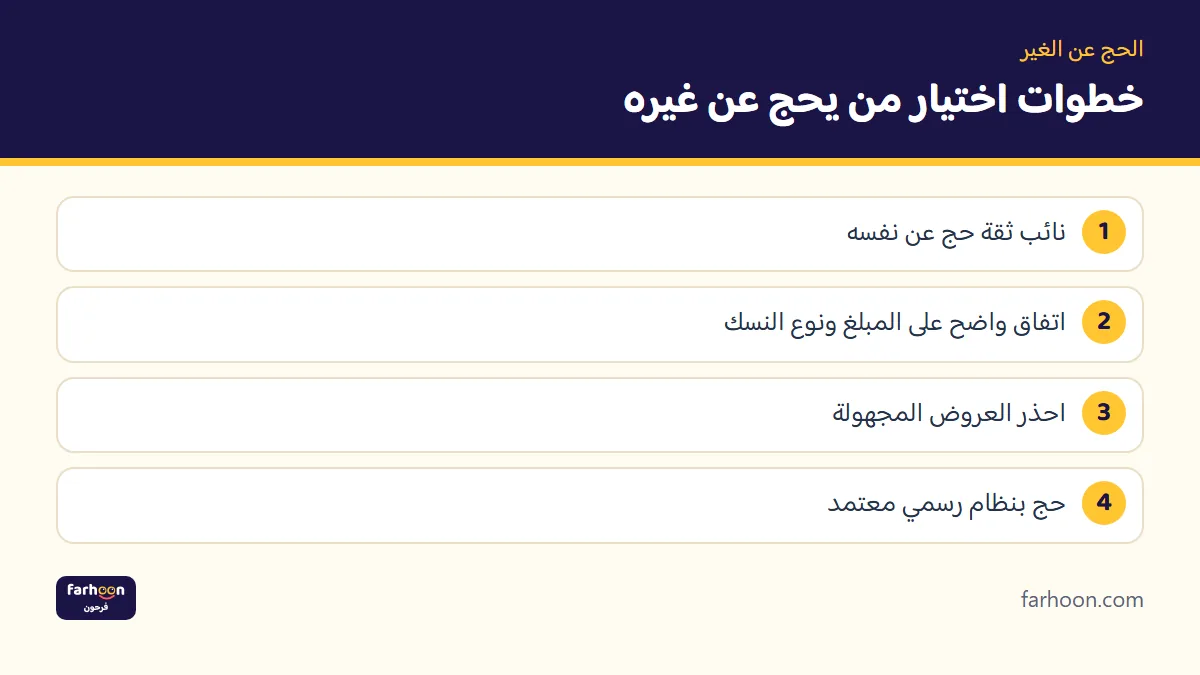 الحج عن الغير
خطوات اختيار من يحج عن غيره
1 نائب ثقة حج عن نفسه
2 اتفاق واضح على المبلغ ونوع النسك
3 احذر العروض المجهولة
4 حج بنظام رسمي معتمد
farhoon.com
farhoon
فرحون